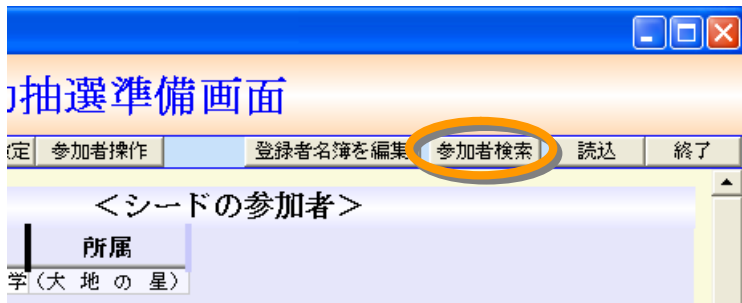 抽選準備画面
定 参加者操作 登録者名簿を編集 参加者検索 読込 終了
＜シードの参加者＞
所属
学(大 地 の 星)